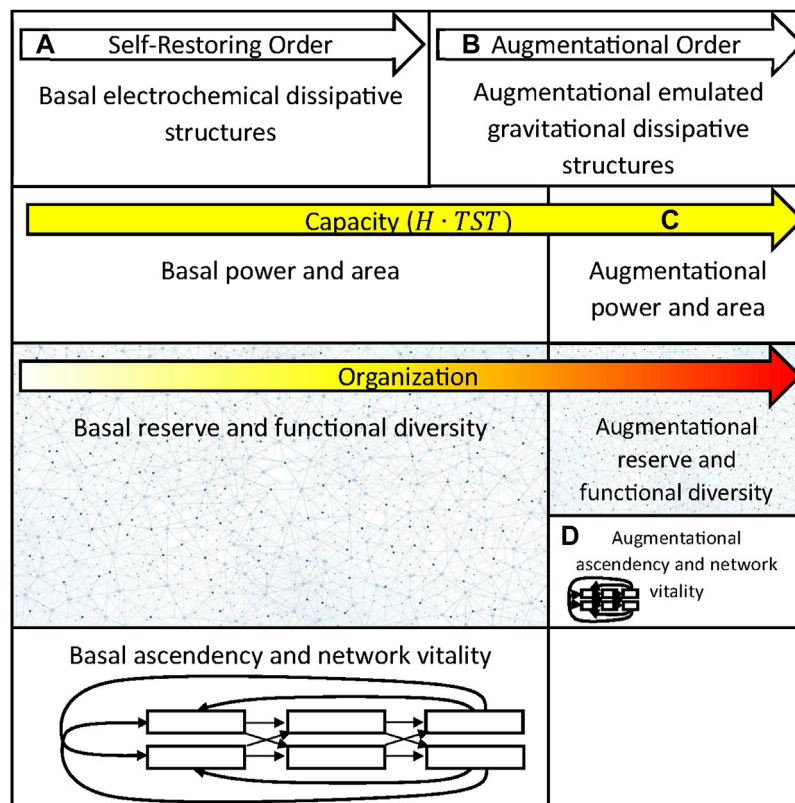 A Self-Restoring Order
Basal electrochemical dissipative
structures
B Augmentational Order
Augmentational emulated
gravitational dissipative
structures
Capacity (H · TST) C
Basal power and area
Augmentational
power and area
Organization
Basal reserve and functional diversity
Augmentational
reserve and
functional diversity
D Augmentational
ascendency and network
vitality
Basal ascendency and network vitality